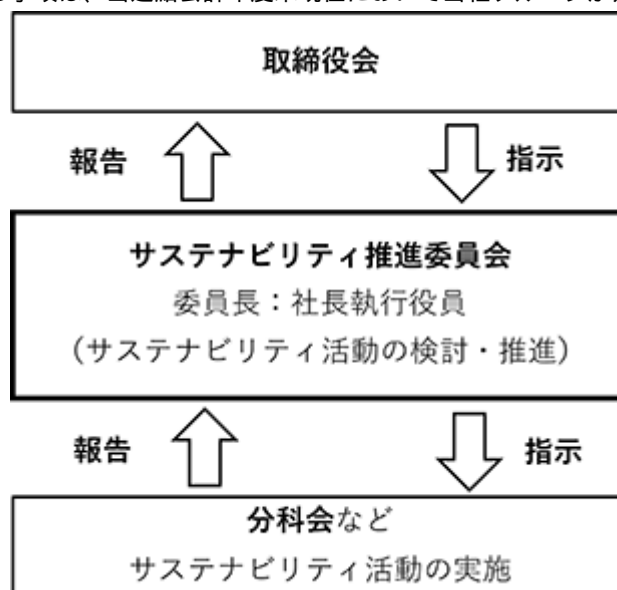 取締役会
報告 指示
サステナビリティ推進委員会
委員長：社長執行役員
（サステナビリティ活動の検討・推進）
報告 指示
分科会など
サステナビリティ活動の実施